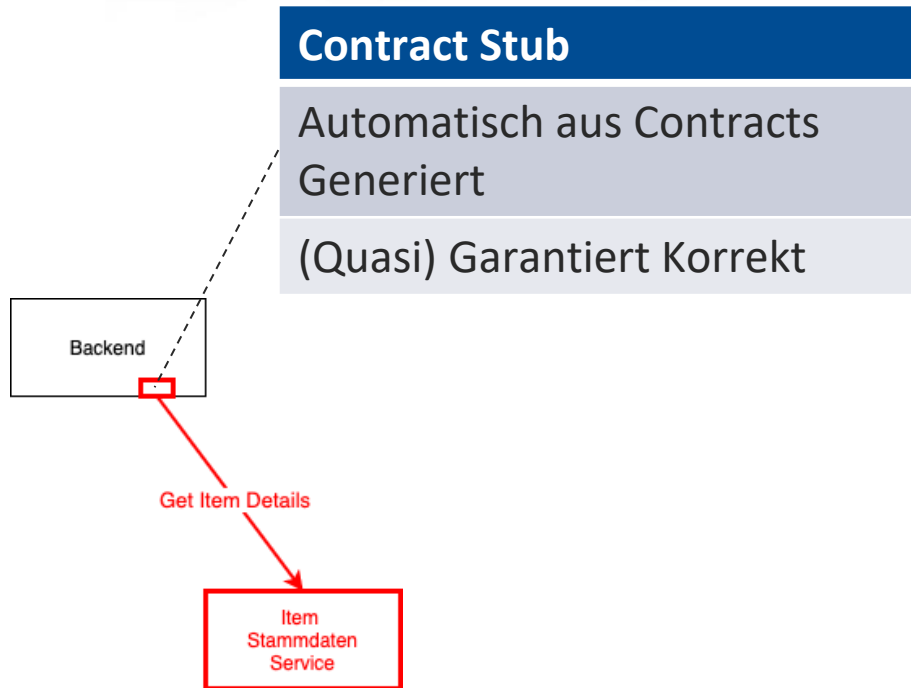 Contract Stub
Automatisch aus Contracts
Generiert
(Quasi) Garantiert Korrekt
Backend
Get Item Details
Item
Stammdaten
Service